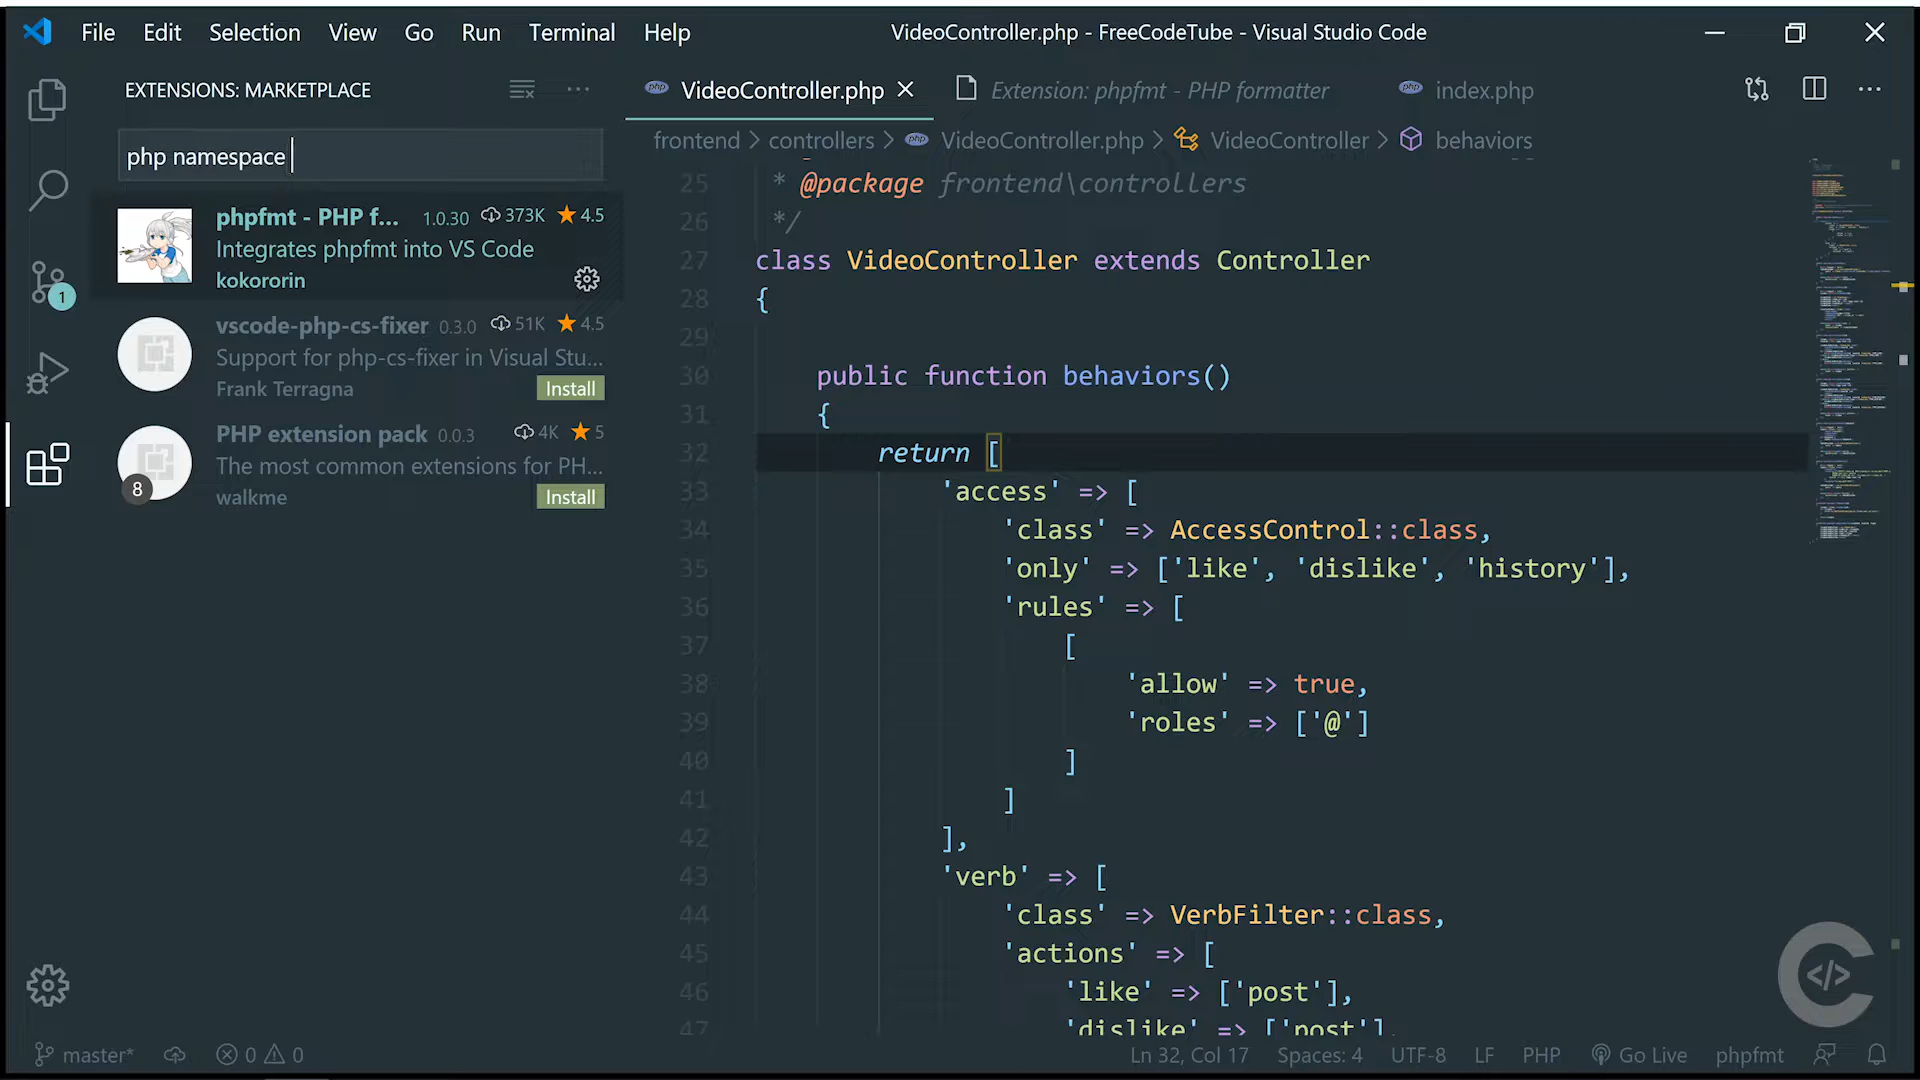 File Edit Selection View Go Run Terminal Help
VideoController.php - FreeCodeTube - Visual Studio Code
EXTENSIONS: MARKETPLACE
php namespace
phpfmt - PHP f... 1.0.30 373K 4.5
Integrates phpfmt into VS Code
kokororin
vscode-php-cs-fixer 0.3.0 51K 4.5
Support for php-cs-fixer in Visual Stu...
Frank Terragna Install
PHP extension pack 0.0.3 4K 5
The most common extensions for PH...
walkme Install
8
1
php VideoController.php Extension: phpfmt - PHP formatter php index.php
frontend > controllers > php VideoController.php > VideoController > behaviors
25 * @package frontend\controllers
26 */
27 class VideoController extends Controller
28 {
29
30 public function behaviors()
31 {
32 return [
33 'access' => [
34 'class' => AccessControl::class,
35 'only' => ['like', 'dislike', 'history'],
36 'rules' => [
37 [
38 'allow' => true,
39 'roles' => ['@']
40 ]
41 ]
42 ],
43 'verb' => [
44 'class' => VerbFilter::class,
45 'actions' => [
46 'like' => ['post'],
47 'dislike' => ['post'],
master* 0 0 Ln 32, Col 17 Spaces: 4 UTF-8 LF PHP Go Live phpfmt